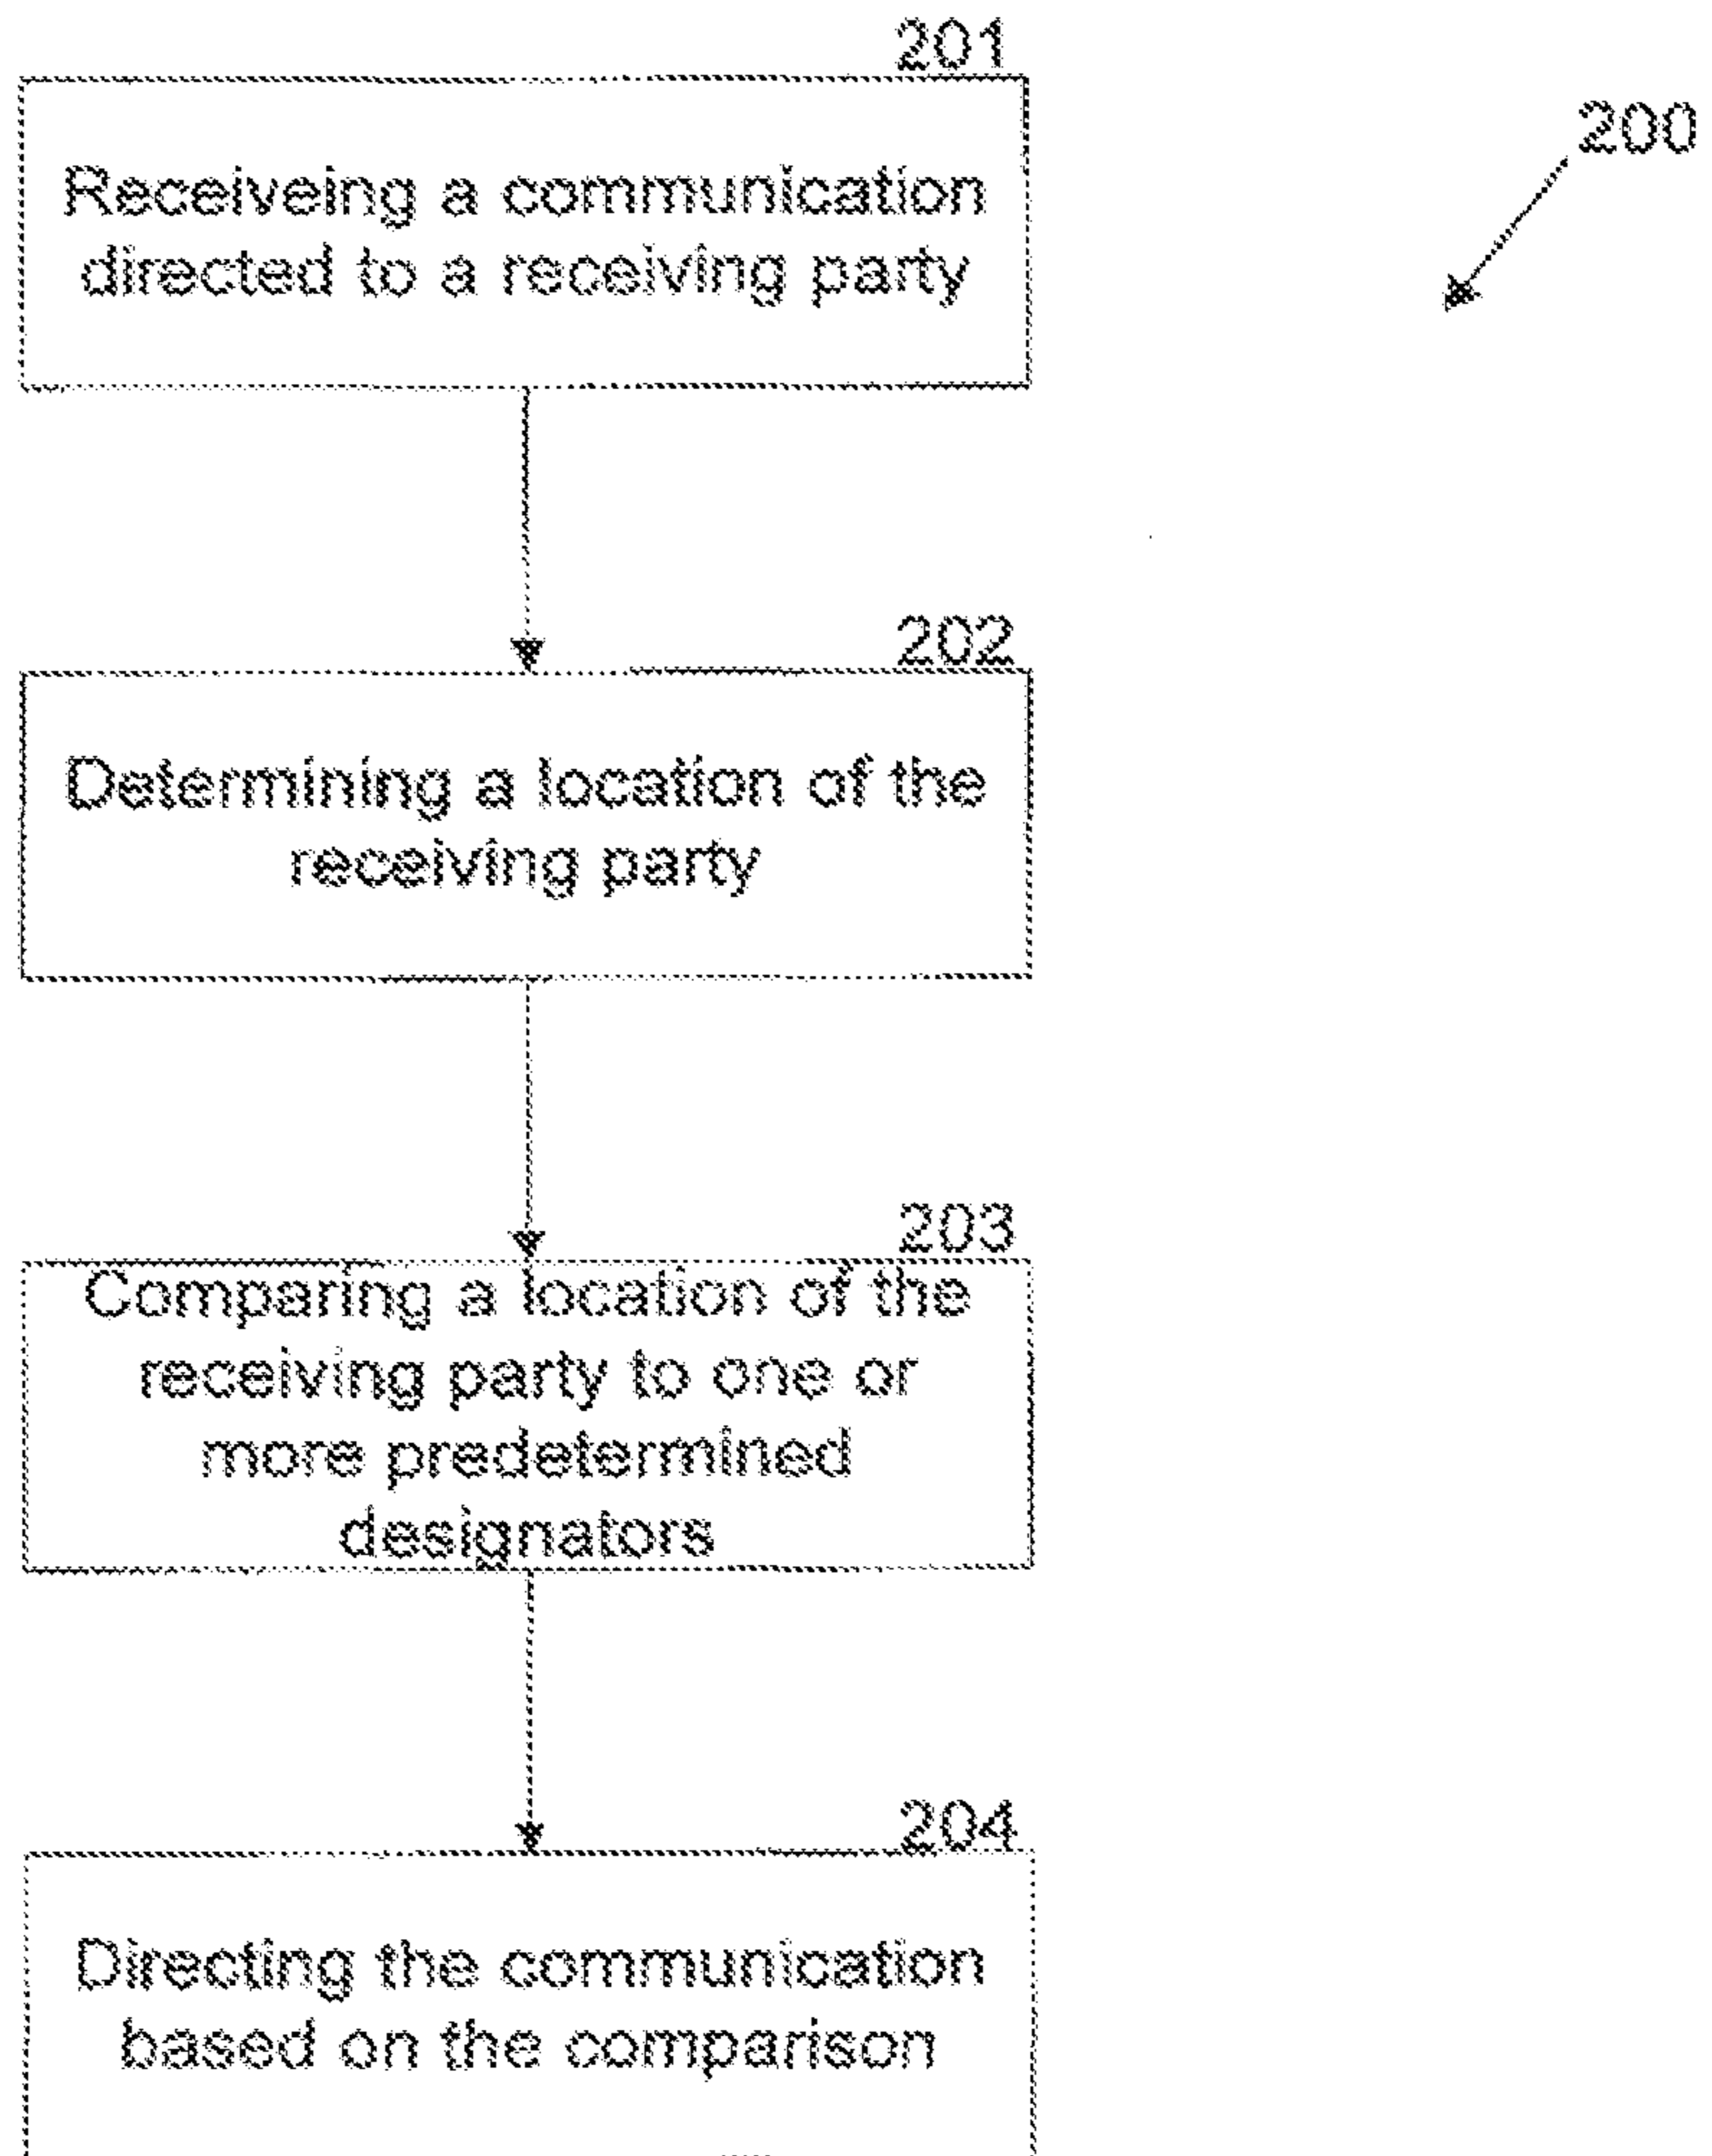 201
200
Receiveing a communication
directed to a receiving party
202
Determining a location of the
receiving party
203
Comparing a location of the
receiving party to one or
more predetermined
designators
204
Directing the communication
based on the comparison